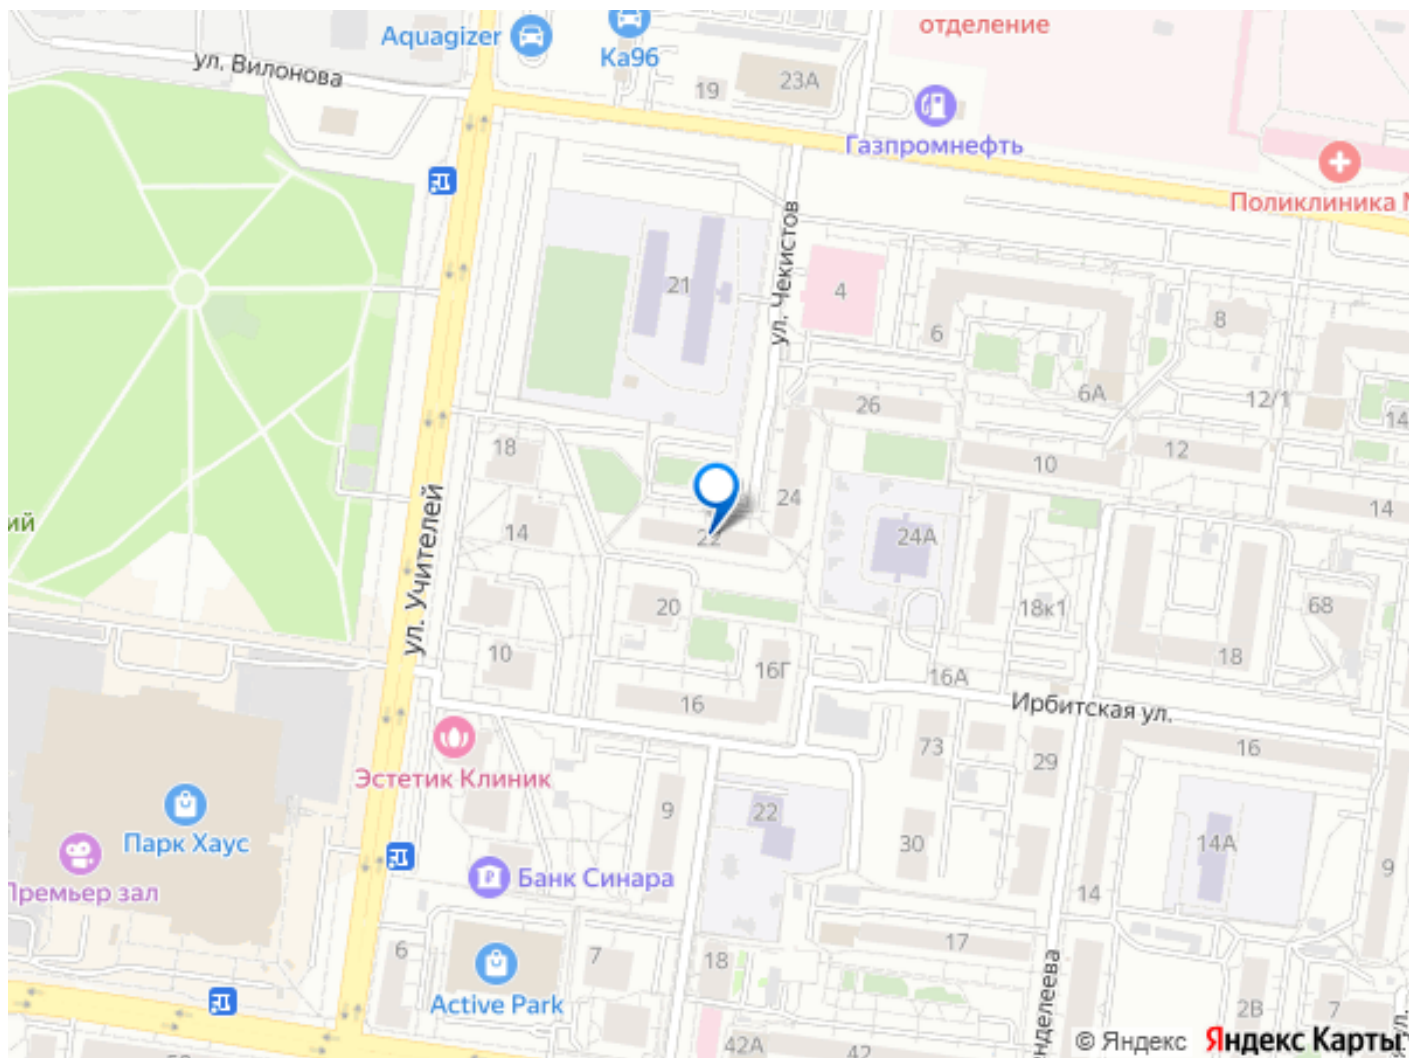 отделение
Aquagizer
Ка96
ул. Вилонова
23А
19
Газпромнефть
Поликлиника
ул. Чекистов
21
4
6
8
6А
12/1
26
14
18
10
12
24
14
ий
14
22
24А
ул. Учителей
20
18к1
68
10
16Г
18
16А
16
Ирбитская ул.
73
29
16
Эстетик Клиник
Парк Хаус
9
22
30
14А
Премьер зал
Банк Синара
14
9
17
6
7
18
Active Park
2В
7
42А
42
© Яндекс
Яндекс Карты